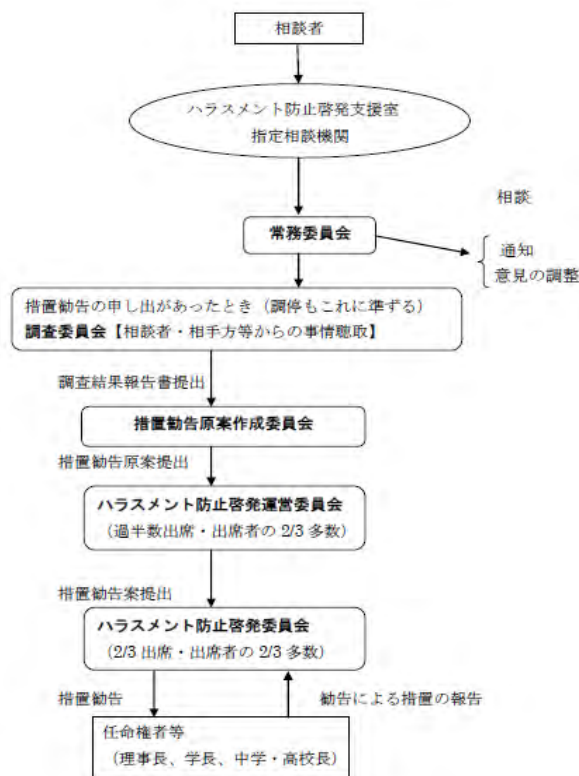 相談者
ハラスメント防止啓発支援室
指定相談機関
相談
常務委員会
通知
意見の調整
措置勧告の申し出があったとき（調停もこれに準ずる）
調査委員会【相談者・相手方等からの事情聴取】
調査結果報告書提出
措置勧告原案作成委員会
措置勧告原案提出
ハラスメント防止啓発運営委員会
（過半数出席・出席者の 2/3 多数）
措置勧告案提出
ハラスメント防止啓発委員会
（2/3 出席・出席者の 2/3 多数）
措置勧告
勧告による措置の報告
任命権者等
（理事長、学長、中学・高校長）